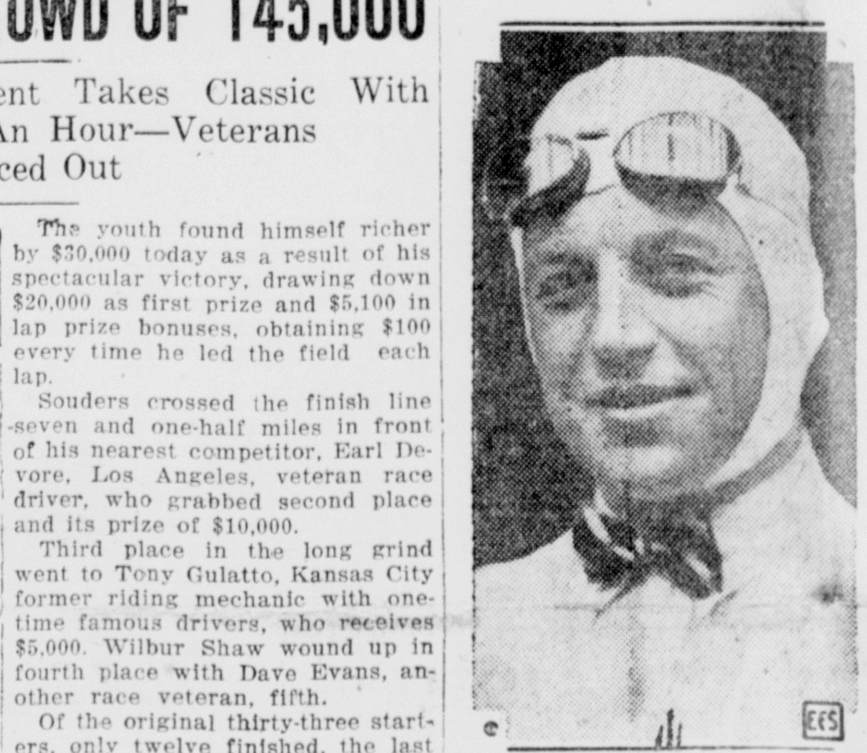 OWD OF 145,000
ent Takes Classic With
An Hour—Veterans
ced Out
The youth found himself richer
by $30,000 today as a result of his
spectacular victory, drawing down
$20,000 as first prize and $5,100 in
lap prize bonuses, obtaining $100
every time he led the field each
lap.
Souders crossed the finish line
-seven and one-half miles in front
of his nearest competitor, Earl De-
vore, Los Angeles, veteran race
driver, who grabbed second place
and its prize of $10,000.
Third place in the long grind
went to Tony Gulatto, Kansas City
former riding mechanic with one-
time famous drivers, who receives
$5,000. Wilbur Shaw wound up in
fourth place with Dave Evans, an-
other race veteran, fifth.
Of the original thirty-three start-
ers, only twelve finished, the last
EES